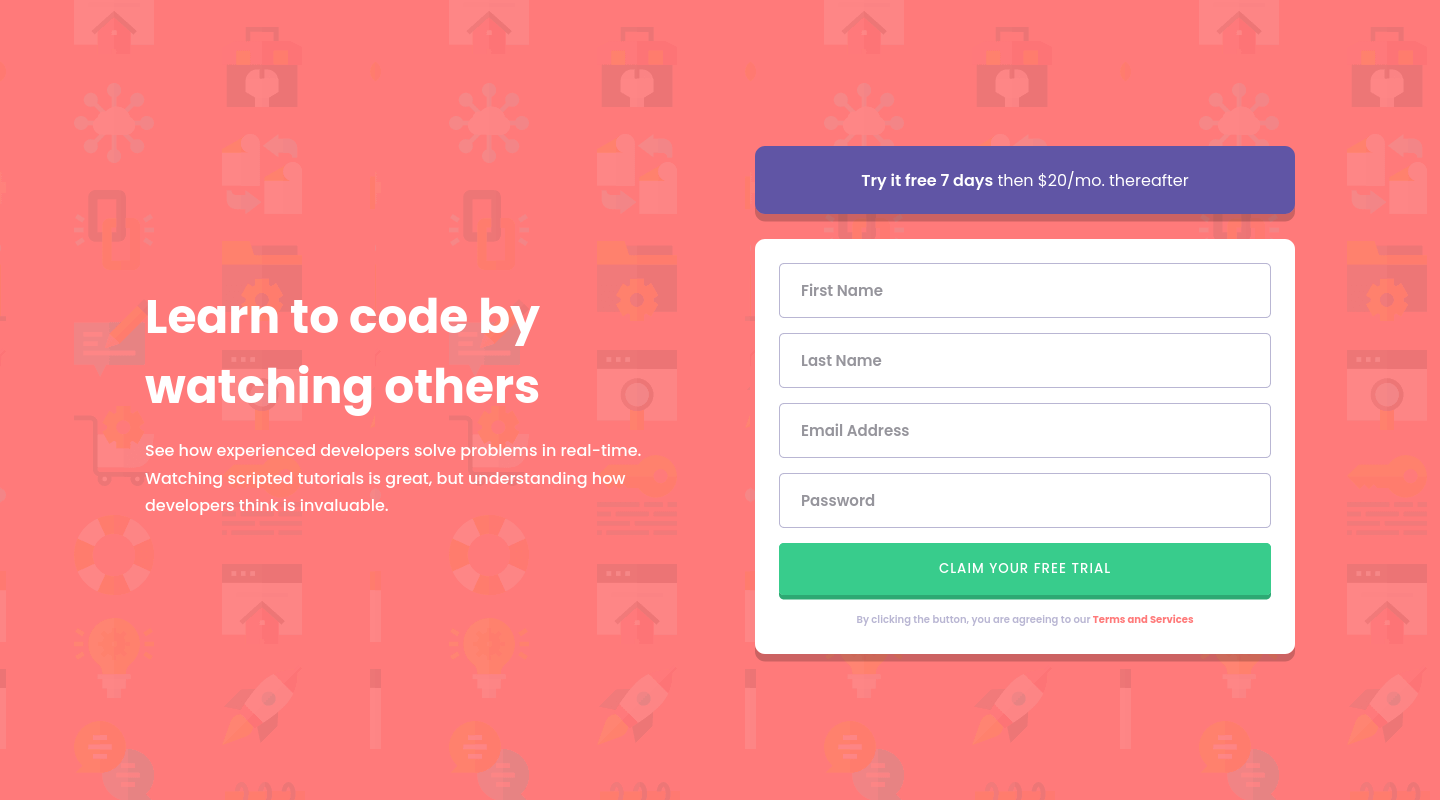 Learn to code by
watching others
See how experienced developers solve problems in real-time.
Watching scripted tutorials is great, but understanding how
developers think is invaluable.
Try it free 7 days then $20/mo. thereafter
First Name
Last Name
Email Address
Password
CLAIM YOUR FREE TRIAL
By clicking the button, you are agreeing to our Terms and Services